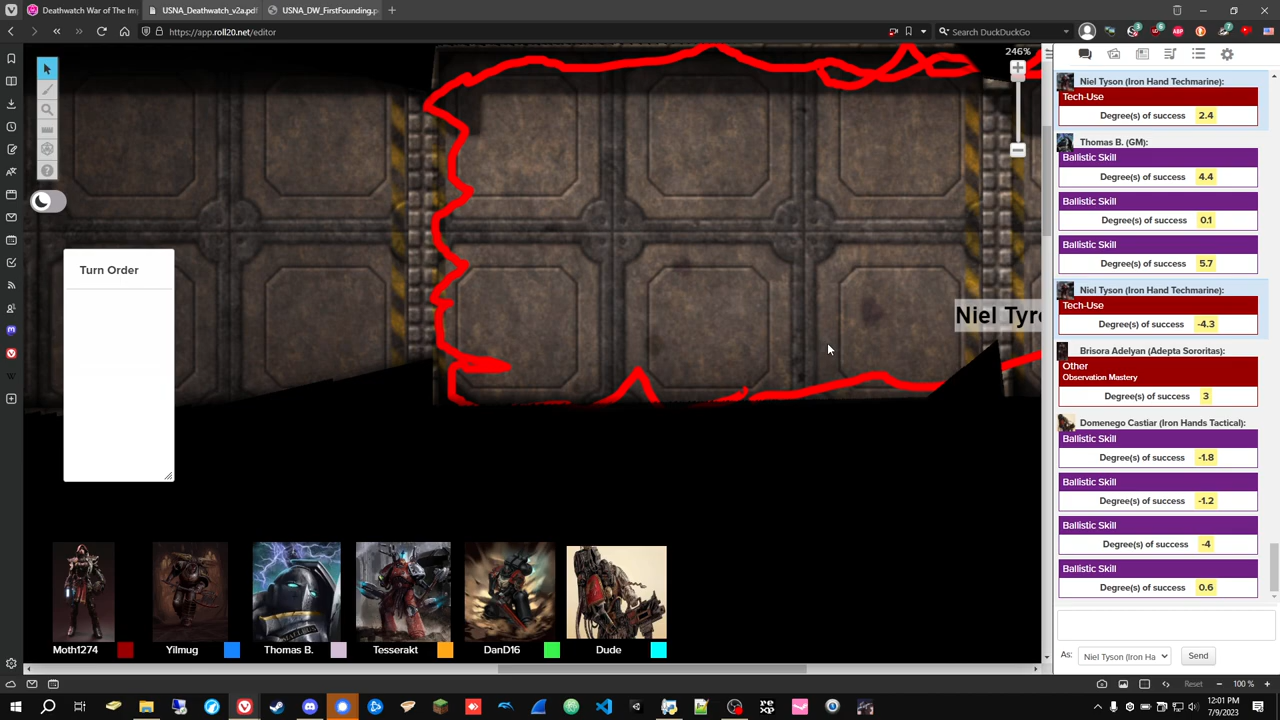 Deathwatch War of The Imp
USNA_Deathwatch_v2a.pdf
USNA_DW_FirstFounding.p
https://app.roll20.net/editor
Search DuckDuckGo
246%
Turn Order
Niel Tyr
Moth1274
Yilmug
Thomas B.
Tesserakt
DanD16
Dude
Niel Tyson (Iron Hand Techmarine):
Tech-Use
Degree(s) of success 2.4
Thomas B. (GM):
Ballistic Skill
Degree(s) of success 4.4
Ballistic Skill
Degree(s) of success 0.1
Ballistic Skill
Degree(s) of success 5.7
Niel Tyson (Iron Hand Techmarine):
Tech-Use
Degree(s) of success -4.3
Brisora Adelyan (Adepta Sororitas):
Other
Observation Mastery
Degree(s) of success 3
Domenego Castiar (Iron Hands Tactical):
Ballistic Skill
Degree(s) of success -1.8
Ballistic Skill
Degree(s) of success -1.2
Ballistic Skill
Degree(s) of success -4
Ballistic Skill
Degree(s) of success 0.6
As: Niel Tyson (Iron Ha Send
Reset 100 %
12:01 PM
7/9/2023